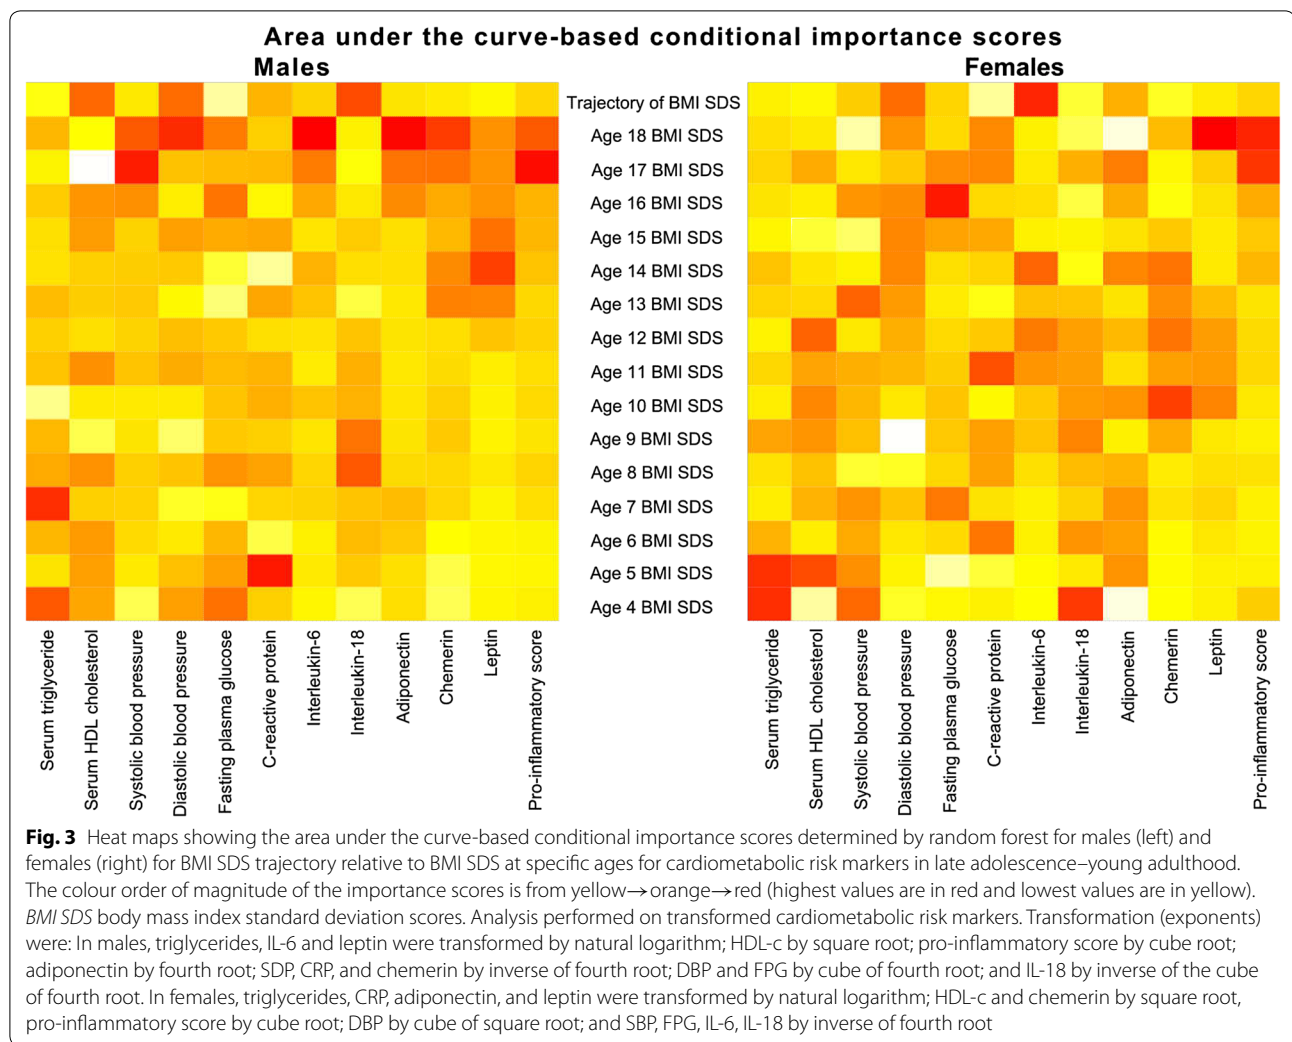 Area under the curve-based conditional importance scores
Males
Females
Trajectory of BMI SDS
Age 18 BMI SDS
Age 17 BMI SDS
Age 16 BMI SDS
Age 15 BMI SDS
Age 14 BMI SDS
Age 13 BMI SDS
Age 12 BMI SDS
Age 11 BMI SDS
Age 10 BMI SDS
Age 9 BMI SDS
Age 8 BMI SDS
Age 7 BMI SDS
Age 6 BMI SDS
Age 5 BMI SDS
Age 4 BMI SDS
Serum triglyceride
Serum HDL cholesterol
Systolic blood pressure
Diastolic blood pressure
Fasting plasma glucose
C-reactive protein
Interleukin-6
Interleukin-18
Adiponectin
Chemerin
Leptin
Pro-inflammatory score
Serum triglyceride
Serum HDL cholesterol
Systolic blood pressure
Diastolic blood pressure
Fasting plasma glucose
C-reactive protein
Interleukin-6
Interleukin-18
Adiponectin
Chemerin
Leptin
Pro-inflammatory score
Fig. 3 Heat maps showing the area under the curve-based conditional importance scores determined by random forest for males (left) and
females (right) for BMI SDS trajectory relative to BMI SDS at specific ages for cardiometabolic risk markers in late adolescence–young adulthood.
The colour order of magnitude of the importance scores is from yellow→orange→red (highest values are in red and lowest values are in yellow).
BMI SDS body mass index standard deviation scores. Analysis performed on transformed cardiometabolic risk markers. Transformation (exponents)
were: In males, triglycerides, IL-6 and leptin were transformed by natural logarithm; HDL-c by square root; pro-inflammatory score by cube root;
adiponectin by fourth root; SDP, CRP, and chemerin by inverse of fourth root; DBP and FPG by cube of fourth root; and IL-18 by inverse of the cube
of fourth root. In females, triglycerides, CRP, adiponectin, and leptin were transformed by natural logarithm; HDL-c and chemerin by square root,
pro-inflammatory score by cube root; DBP by cube of square root; and SBP, FPG, IL-6, IL-18 by inverse of fourth root